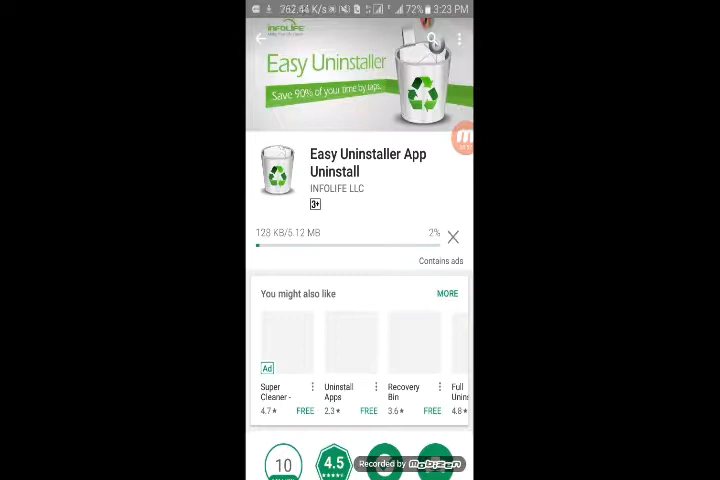 262.44 K/s 72% 3:23 PM
INFOLIFE
Easy Uninstaller
Save 90% of your time by taps.
Easy Uninstaller App
Uninstall
INFOLIFE LLC
3+
128 KB/5.12 MB 2%
Contains ads
You might also like MORE
Ad
Super Cleaner - 4.7★ FREE
Uninstall Apps 2.3★ FREE
Recovery Bin 3.6★ FREE
Full Unins 4.8★
10 4.5
Recorded by mobizen